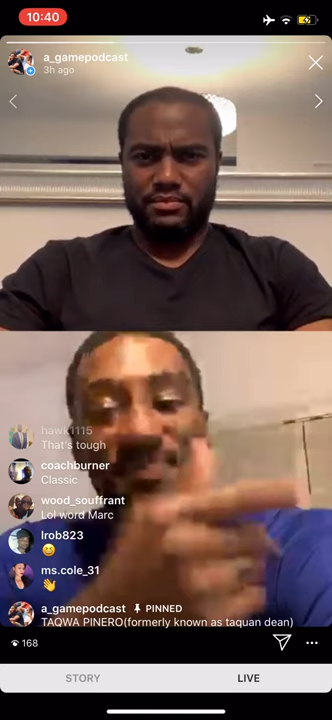 10:40
a_gamepodcast
3h ago
hawk1115
That's tough
coachburner
Classic
wood_souffrant
Lol word Marc
lrob823
ms.cole_31
a_gamepodcast PINNED
TAQWA PINERO(formerly known as taquan dean)
168
STORY LIVE